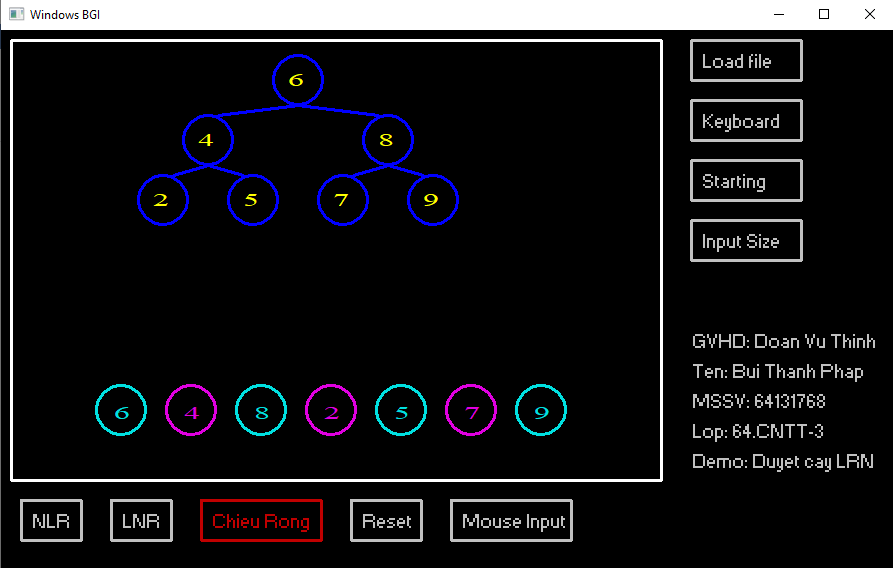 Windows BGI
6
4 8
2 5 7 9
6 4 8 2 5 7 9
Load file
Keyboard
Starting
Input Size
GVHD: Doan Vu Thinh
Ten: Bui Thanh Phap
MSSV: 64131768
Lop: 64.CNTT-3
Demo: Duyet cay LRN
NLR LNR Chieu Rong Reset Mouse Input